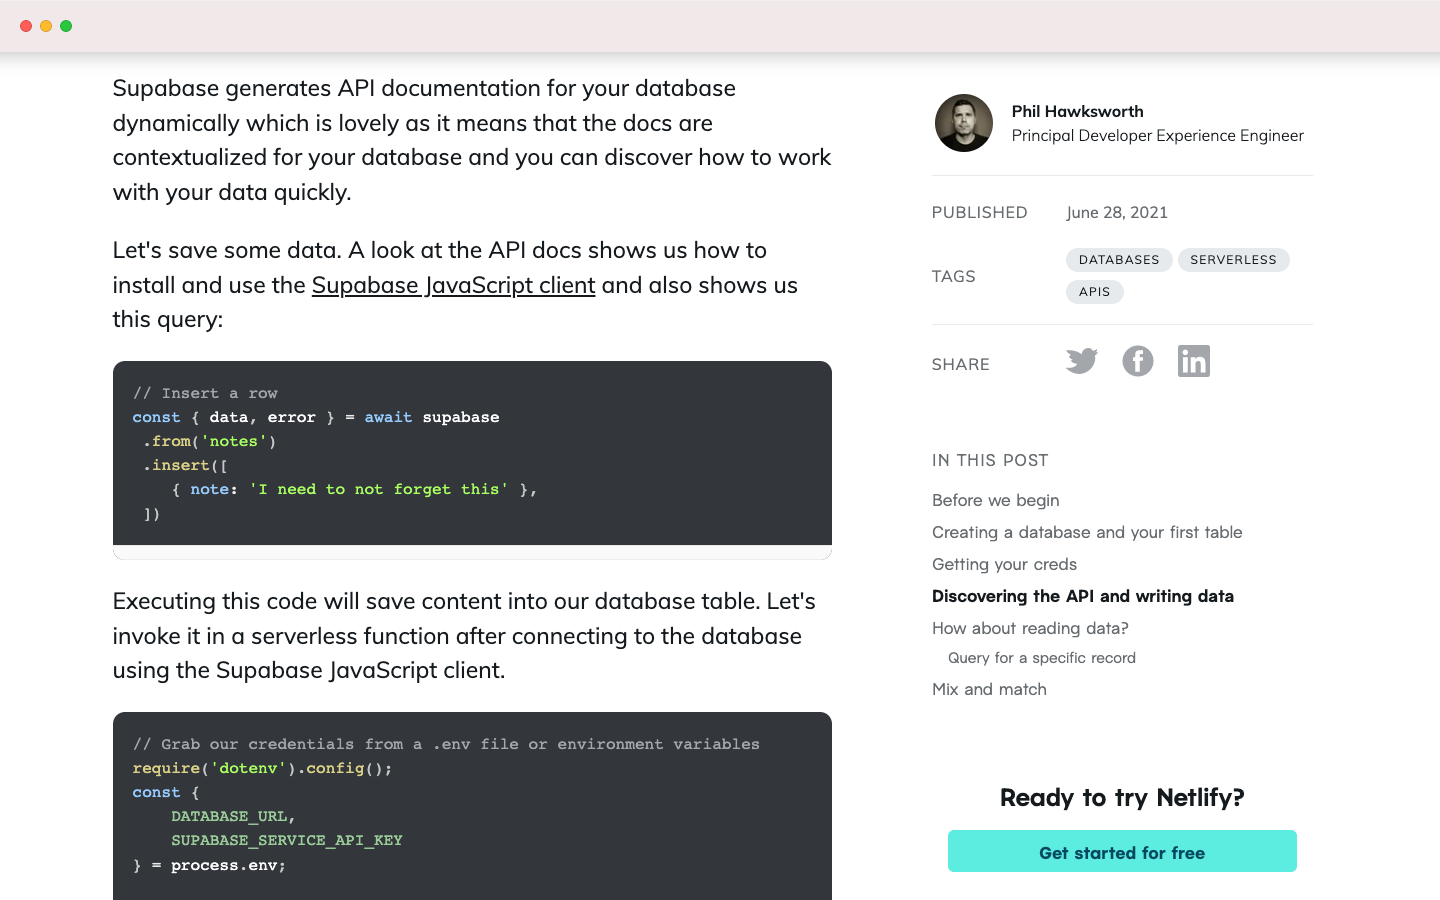 Supabase generates API documentation for your database
dynamically which is lovely as it means that the docs are
contextualized for your database and you can discover how to work
with your data quickly.
Let's save some data. A look at the API docs shows us how to
install and use the Supabase JavaScript client and also shows us
this query:
// Insert a row
const { data, error } = await supabase
.from('notes')
.insert([
{ note: 'I need to not forget this' },
])
Executing this code will save content into our database table. Let's
invoke it in a serverless function after connecting to the database
using the Supabase JavaScript client.
// Grab our credentials from a .env file or environment variables
require('dotenv').config();
const {
DATABASE_URL,
SUPABASE_SERVICE_API_KEY
} = process.env;
Phil Hawksworth
Principal Developer Experience Engineer
PUBLISHED June 28, 2021
TAGS
DATABASES SERVERLESS
APIS
SHARE
IN THIS POST
Before we begin
Creating a database and your first table
Getting your creds
Discovering the API and writing data
How about reading data?
Query for a specific record
Mix and match
Ready to try Netlify?
Get started for free